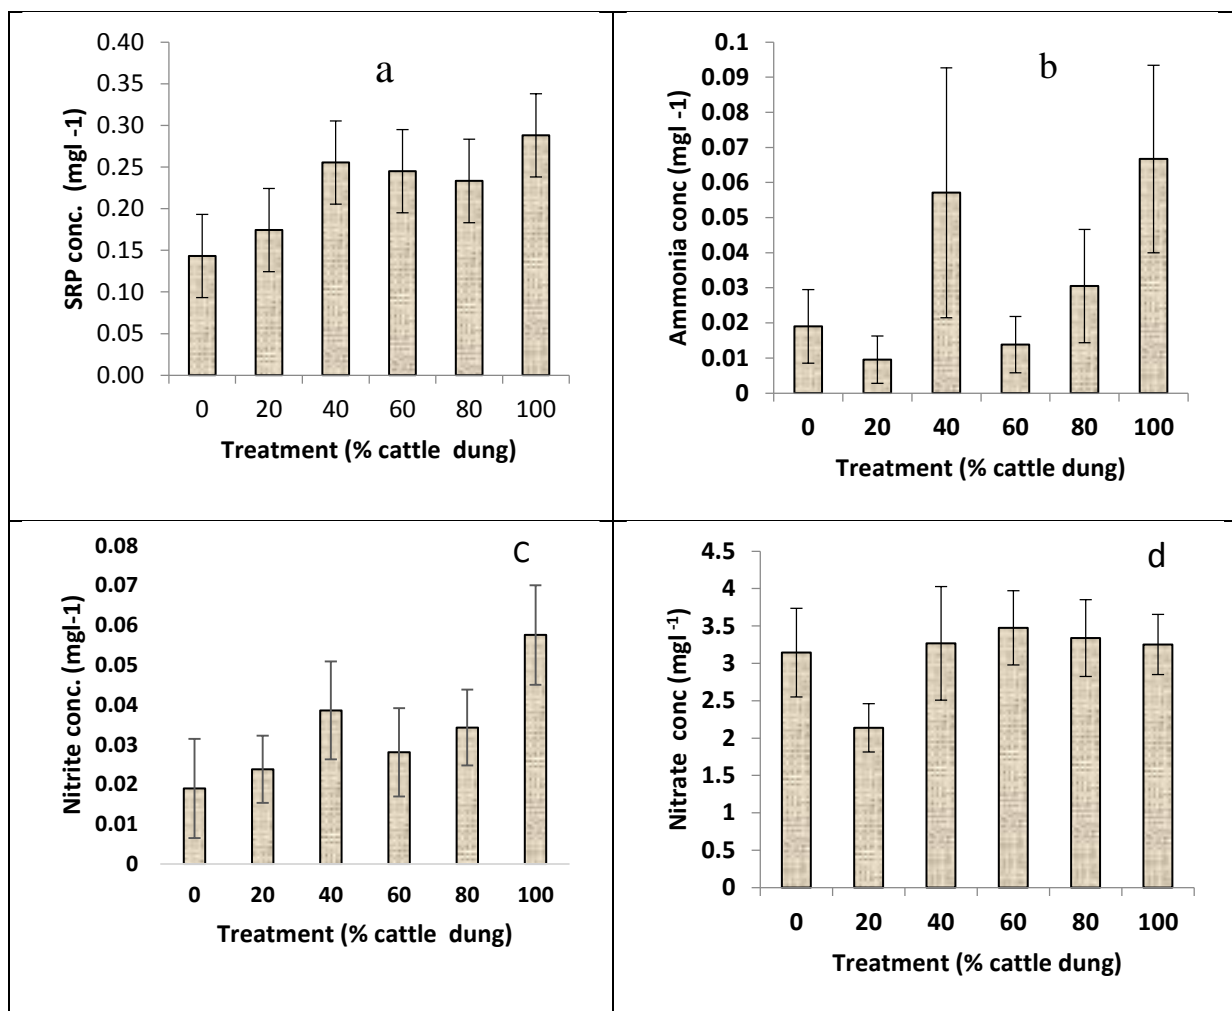 a
SRP conc. (mgl -1)
0.40
0.35
0.30
0.25
0.20
0.15
0.10
0.05
0.00
0 20 40 60 80 100
Treatment (% cattle dung)
b
Ammonia conc (mgl -1)
0.1
0.09
0.08
0.07
0.06
0.05
0.04
0.03
0.02
0.01
0
0 20 40 60 80 100
Treatment (% cattle dung)
C
Nitrite conc. (mgl-1)
0.08
0.07
0.06
0.05
0.04
0.03
0.02
0.01
0
0 20 40 60 80 100
Treatment (% cattle dung)
d
Nitrate conc (mgl -1)
4.5
4
3.5
3
2.5
2
1.5
1
0.5
0
0 20 40 60 80 100
Treatment (% cattle dung)